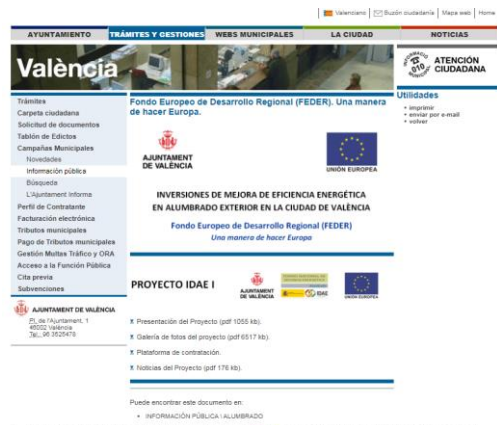 Valenciano | Buzón ciudadanía | Mapa web | Home
AYUNTAMIENTO
TRÁMITES Y GESTIONES
WEBS MUNICIPALES
LA CIUDAD
NOTICIAS
València
010
ATENCIÓN
CIUDADANA
Trámites
Carpeta ciudadana
Solicitud de documentos
Tablón de Edictos
Campañas Municipales
Novedades
Información pública
Búsqueda
L'Ajuntament Informa
Perfil de Contratante
Facturación electrónica
Tributos municipales
Pago de Tributos municipales
Gestión Multas Tráfico y ORA
Acceso a la Función Pública
Cita previa
Subvenciones
AJUNTAMENT DE VALÈNCIA
Pl. de l'Ajuntament, 1
46002 València
Tel.: 96 3525478
Fondo Europeo de Desarrollo Regional (FEDER). Una manera
de hacer Europa.
AJUNTAMENT
DE VALÈNCIA
UNIÓN EUROPEA
INVERSIONES DE MEJORA DE EFICIENCIA ENERGÉTICA
EN ALUMBRADO EXTERIOR EN LA CIUDAD DE VALÈNCIA
Fondo Europeo de Desarrollo Regional (FEDER)
Una manera de hacer Europa
PROYECTO IDAE I
AJUNTAMENT
DE VALÈNCIA
IDAE
UNIÓN EUROPEA
Presentación del Proyecto (pdf 1055 kb).
Galería de fotos del proyecto (pdf 6517 kb).
Plataforma de contratación.
Noticias del Proyecto (pdf 176 kb).
Puede encontrar este documento en:
INFORMACIÓN PÚBLICA \ ALUMBRADO
Utilidades
imprimir
enviar por e-mail
volver